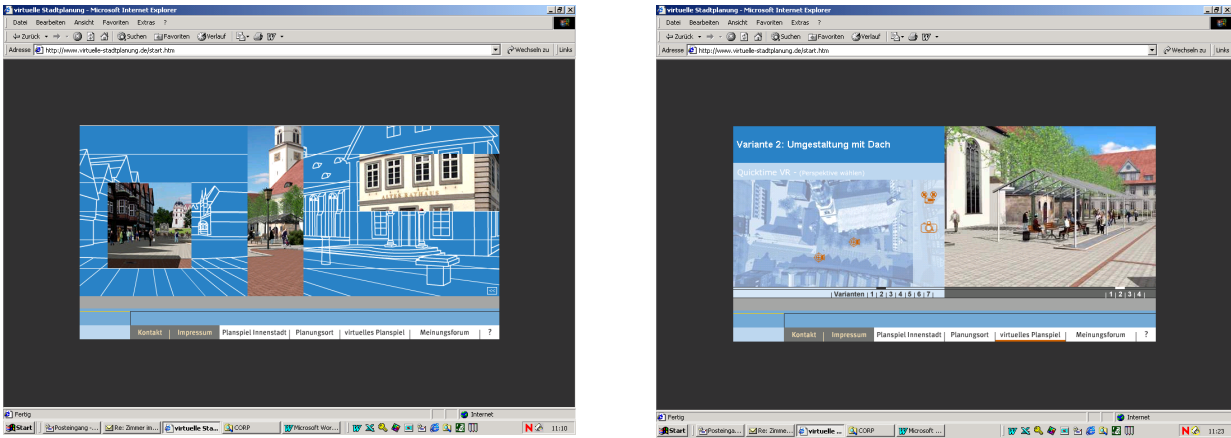 virtuelle Stadtplanung - Microsoft Internet Explorer
Datei Bearbeiten Ansicht Favoriten Extras ?
Zurück Suchen Favoriten Verlauf
Adresse http://www.virtuelle-stadtplanung.de/start.htm Wechseln zu Links
Kontakt | Impressum Planspiel Innenstadt | Planungsort | virtuelles Planspiel | Meinungsforum | ?
Fertig Internet
Start Posteingang -... Re: Zimmer im... virtuelle Sta... CORP Microsoft Wor... 11:10
virtuelle Stadtplanung - Microsoft Internet Explorer
Datei Bearbeiten Ansicht Favoriten Extras ?
Zurück Suchen Favoriten Verlauf
Adresse http://www.virtuelle-stadtplanung.de/start.htm Wechseln zu Links
Variante 2: Umgestaltung mit Dach
Quicktime VR - (Perspektive wählen)
| Varianten | 1 | 2 | 3 | 4 | 5 | 6 | 7 | | 1 | 2 | 3 | 4 |
Kontakt | Impressum Planspiel Innenstadt | Planungsort | virtuelles Planspiel | Meinungsforum | ?
Fertig Internet
Start Posteinga... Re: Zimme... virtuelle ... CORP Microsoft ... 11:23